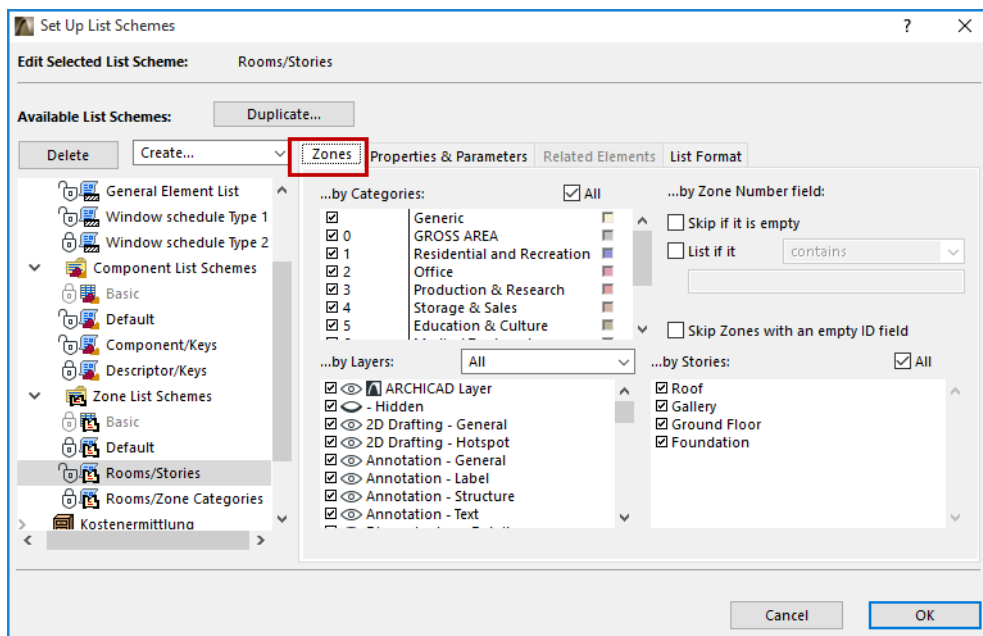 Set Up List Schemes
?
Edit Selected List Scheme: Rooms/Stories
Available List Schemes:
Duplicate...
Delete
Create...
Zones
Properties & Parameters
Related Elements
List Format
General Element List
Window schedule Type 1
Window schedule Type 2
Component List Schemes
Basic
Default
Component/Keys
Descriptor/Keys
Zone List Schemes
Basic
Default
Rooms/Stories
Rooms/Zone Categories
Kostenermittlung
...by Categories:
All
Generic
0 GROSS AREA
1 Residential and Recreation
2 Office
3 Production & Research
4 Storage & Sales
5 Education & Culture
...by Zone Number field:
Skip if it is empty
List if it
contains
Skip Zones with an empty ID field
...by Layers:
All
ARCHICAD Layer
- Hidden
2D Drafting - General
2D Drafting - Hotspot
Annotation - General
Annotation - Label
Annotation - Structure
Annotation - Text
...by Stories:
All
Roof
Gallery
Ground Floor
Foundation
Cancel
OK